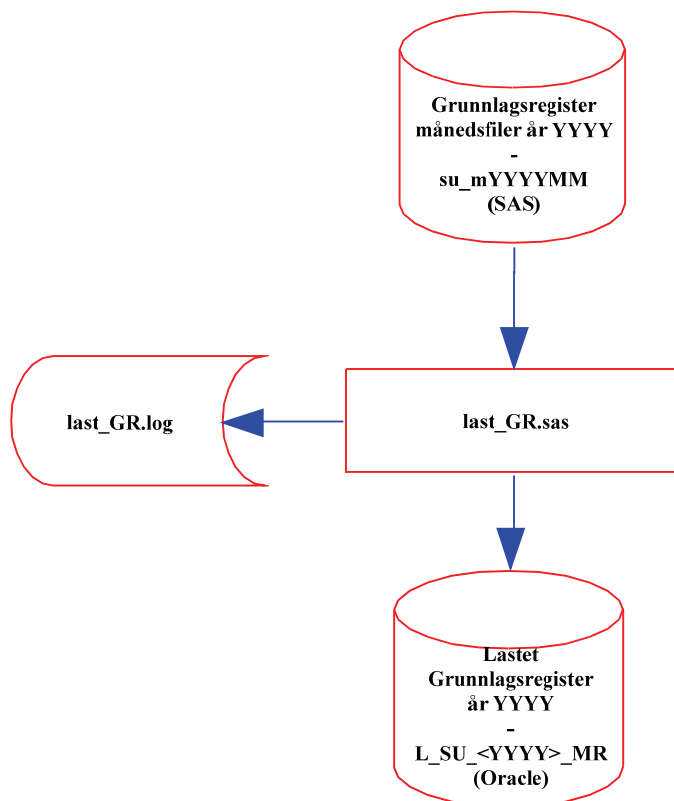 Grunnlagsregister
månedsfiler år YYYY
-
su_mYYYYMM
(SAS)
last_GR.log
last_GR.sas
Lastet
Grunnlagsregister
år YYYY
-
L_SU_<YYYY>_MR
(Oracle)